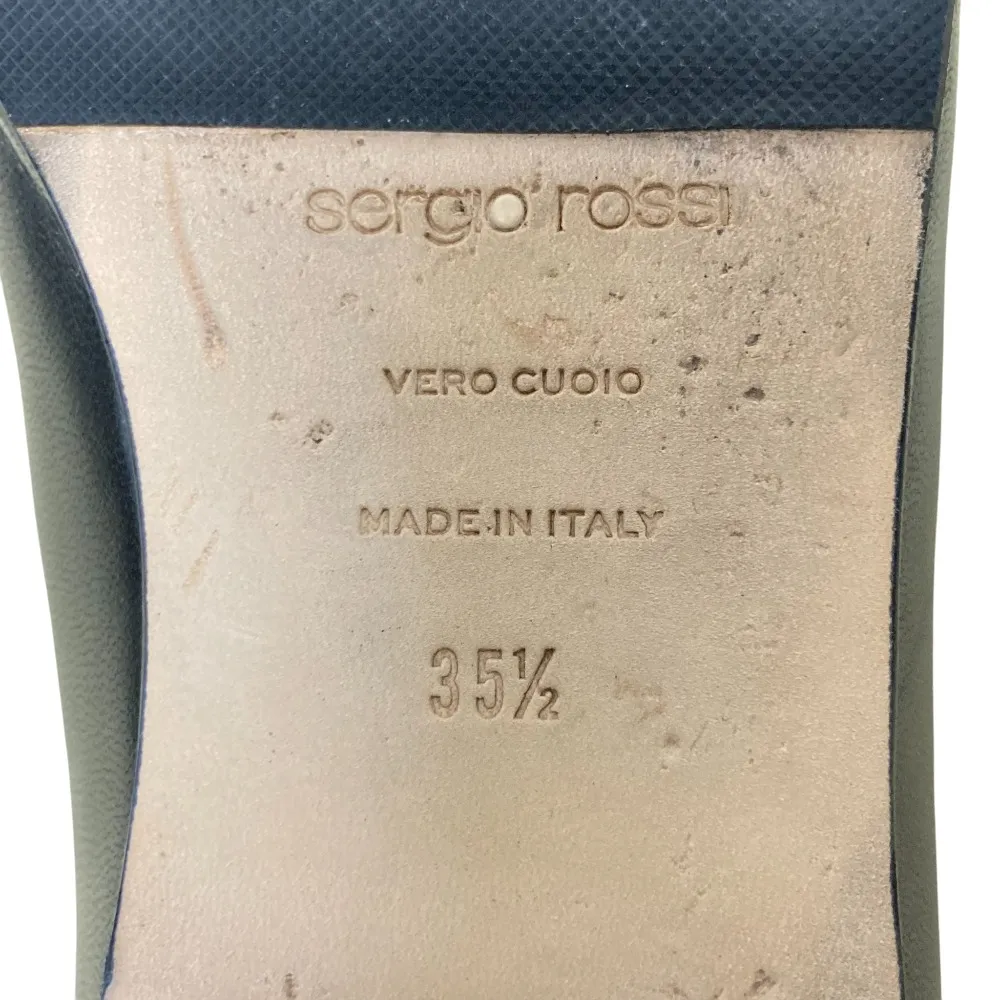 sergio rossi
VERO CUOIO
MADE IN ITALY
35½